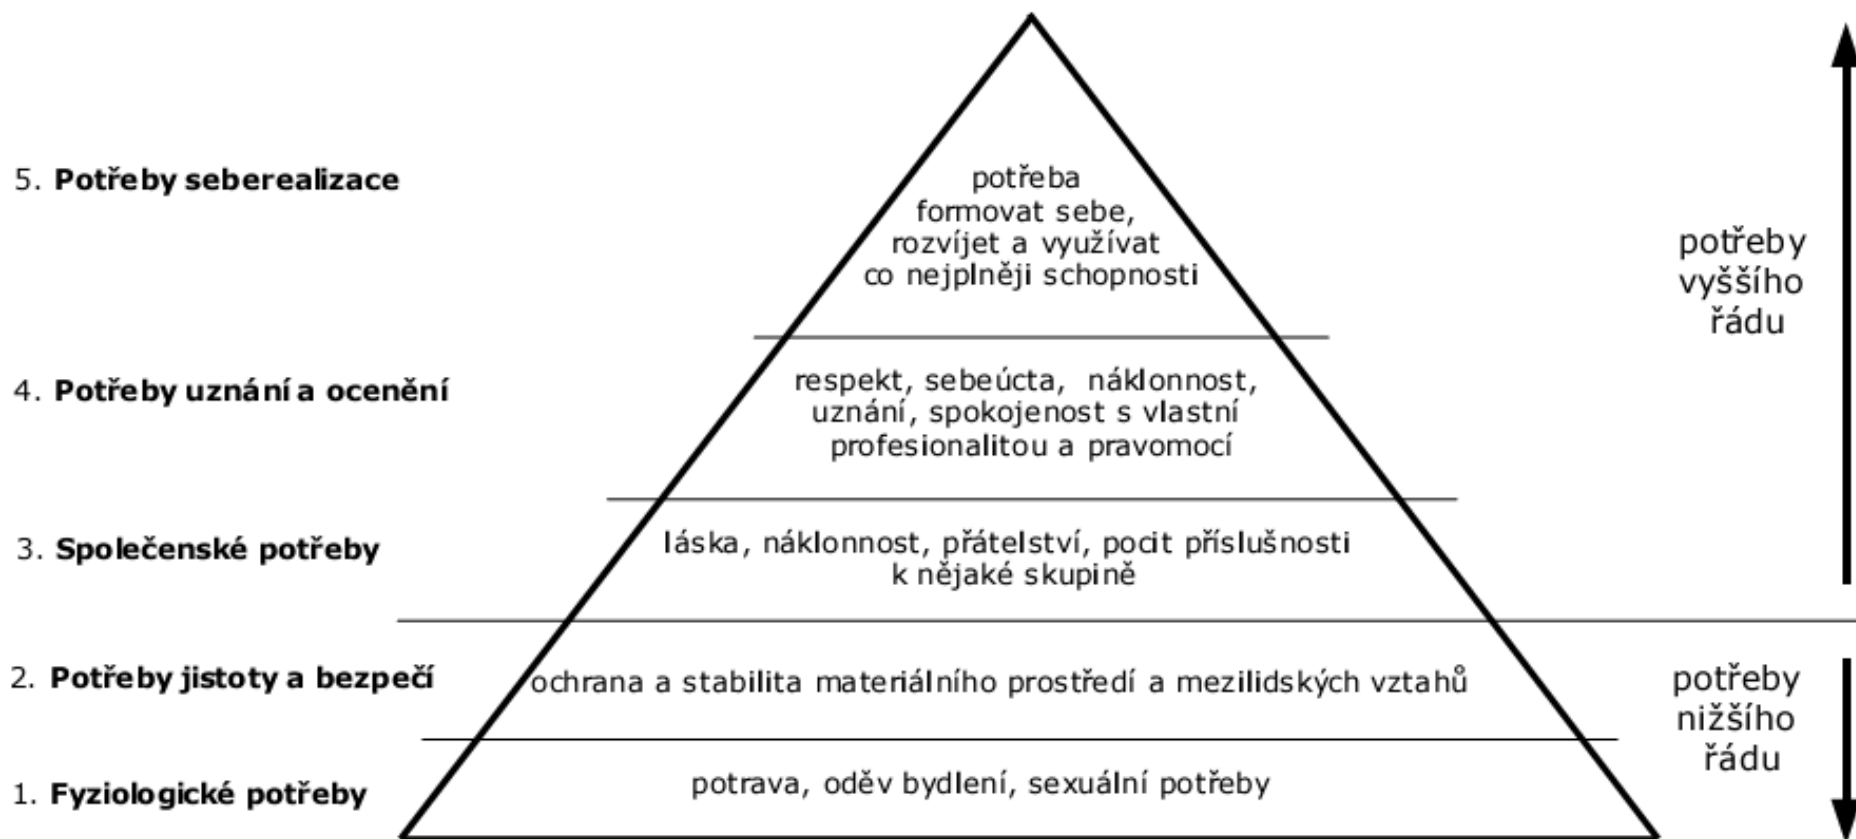 5. Potřeby seberealizace
potřeba
formovat sebe,
rozvíjet a využívat
co nejplněji schopnosti
potřeby
vyššího
řádu
4. Potřeby uznání a ocenění
respekt, sebeúcta, náklonnost,
uznání, spokojenost s vlastní
profesionalitou a pravomocí
3. Společenské potřeby
láska, náklonnost, přátelství, pocit příslušnosti
k nějaké skupině
2. Potřeby jistoty a bezpečí
ochrana a stabilita materiálního prostředí a mezilidských vztahů
potřeby
nižšího
řádu
1. Fyziologické potřeby
potrava, oděv bydlení, sexuální potřeby